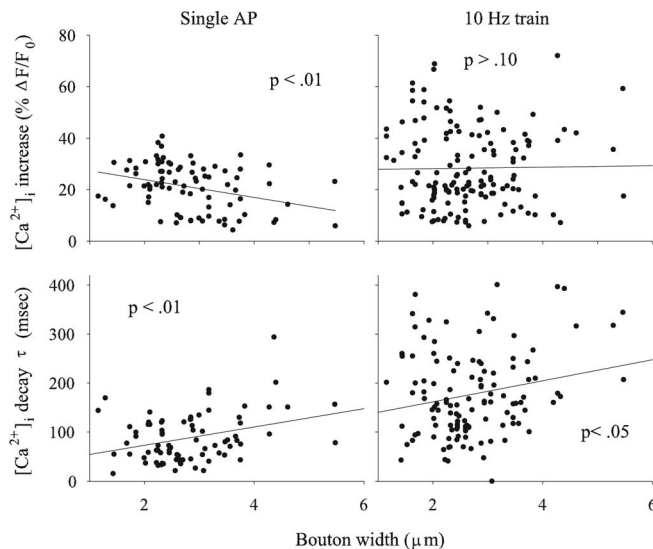 Single AP
10 Hz train
[Ca2+]i increase (% ΔF/F0)
80
60
40
20
0
p < .01
p > .10
[Ca2+]i decay τ (msec)
400
300
200
100
0
p < .01
p< .05
2
4
6
2
4
6
Bouton width (μm)